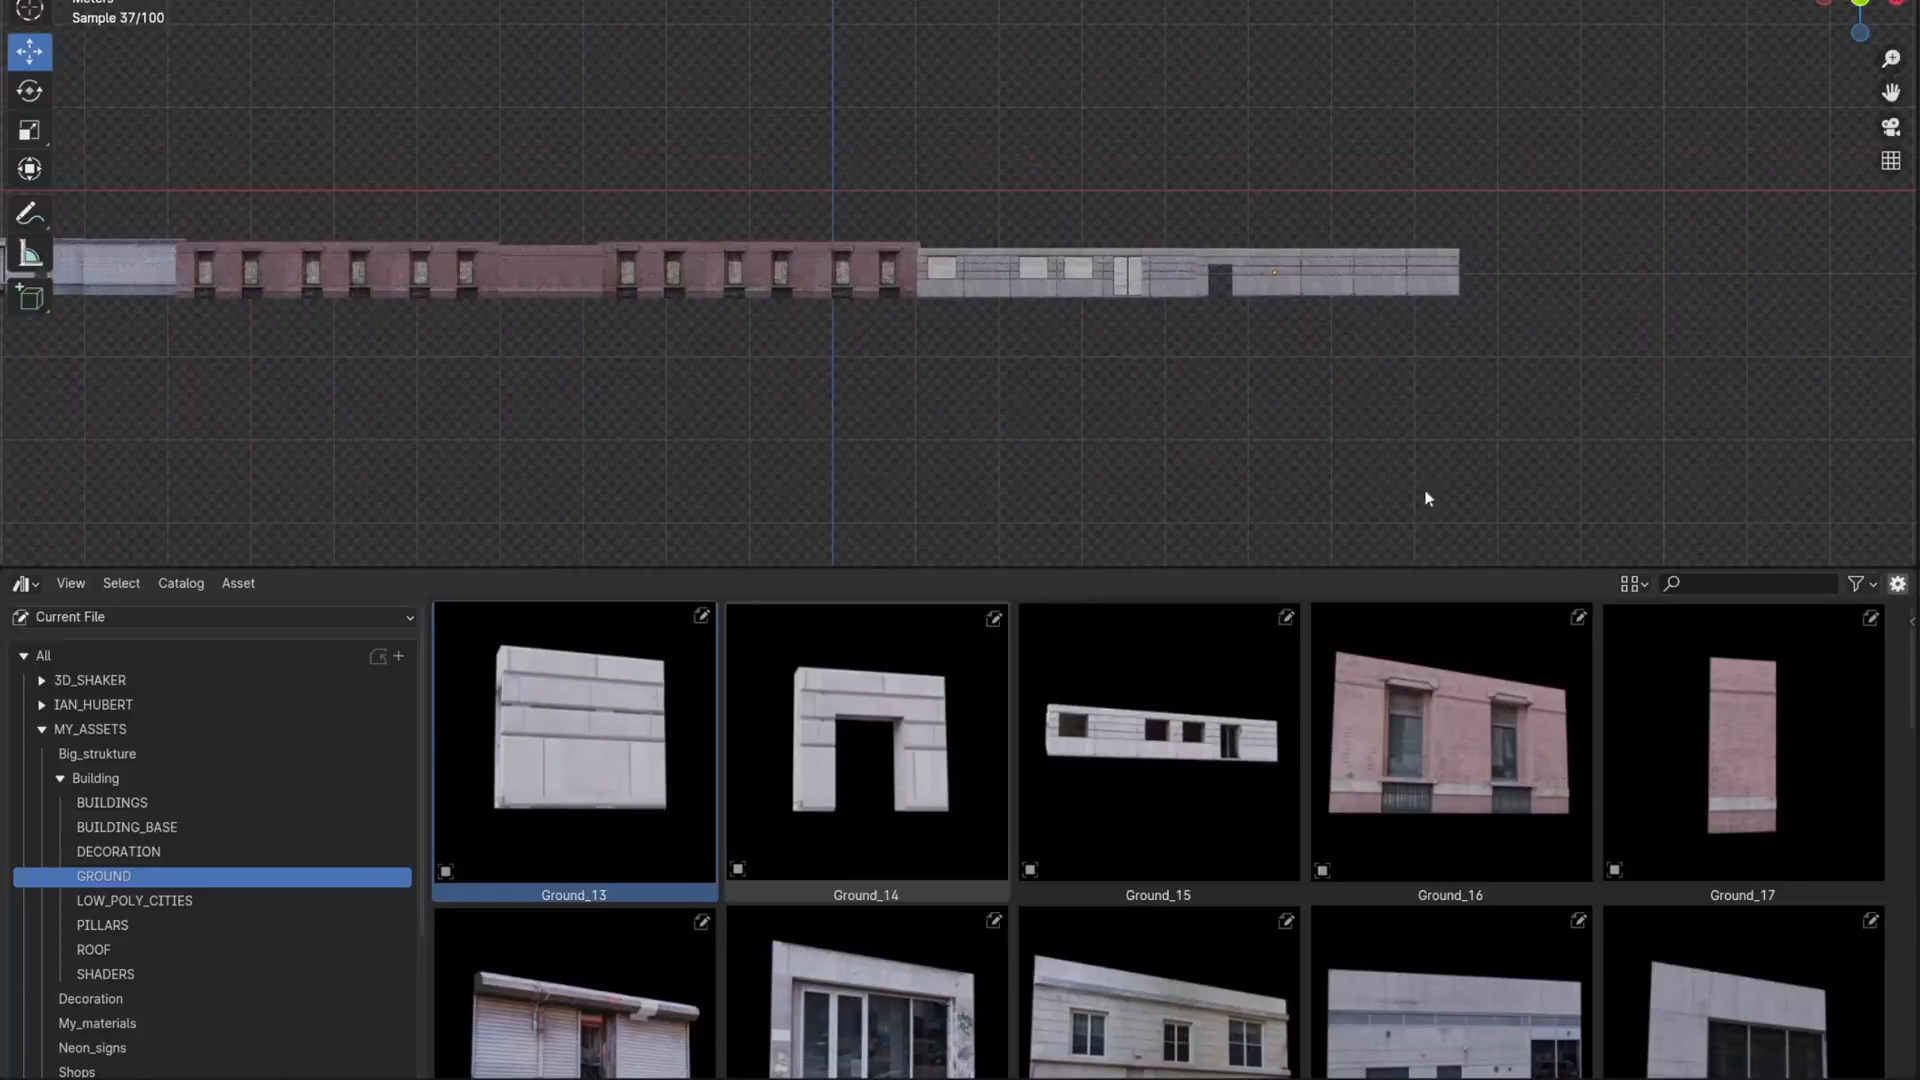 Sample 37/100
View Select Catalog Asset
Current File
All
3D_SHAKER
IAN_HUBERT
MY_ASSETS
Big_strukture
Building
BUILDINGS
BUILDING_BASE
DECORATION
GROUND
LOW_POLY_CITIES
PILLARS
ROOF
SHADERS
Decoration
My_materials
Neon_signs
Shops
Ground_13
Ground_14
Ground_15
Ground_16
Ground_17